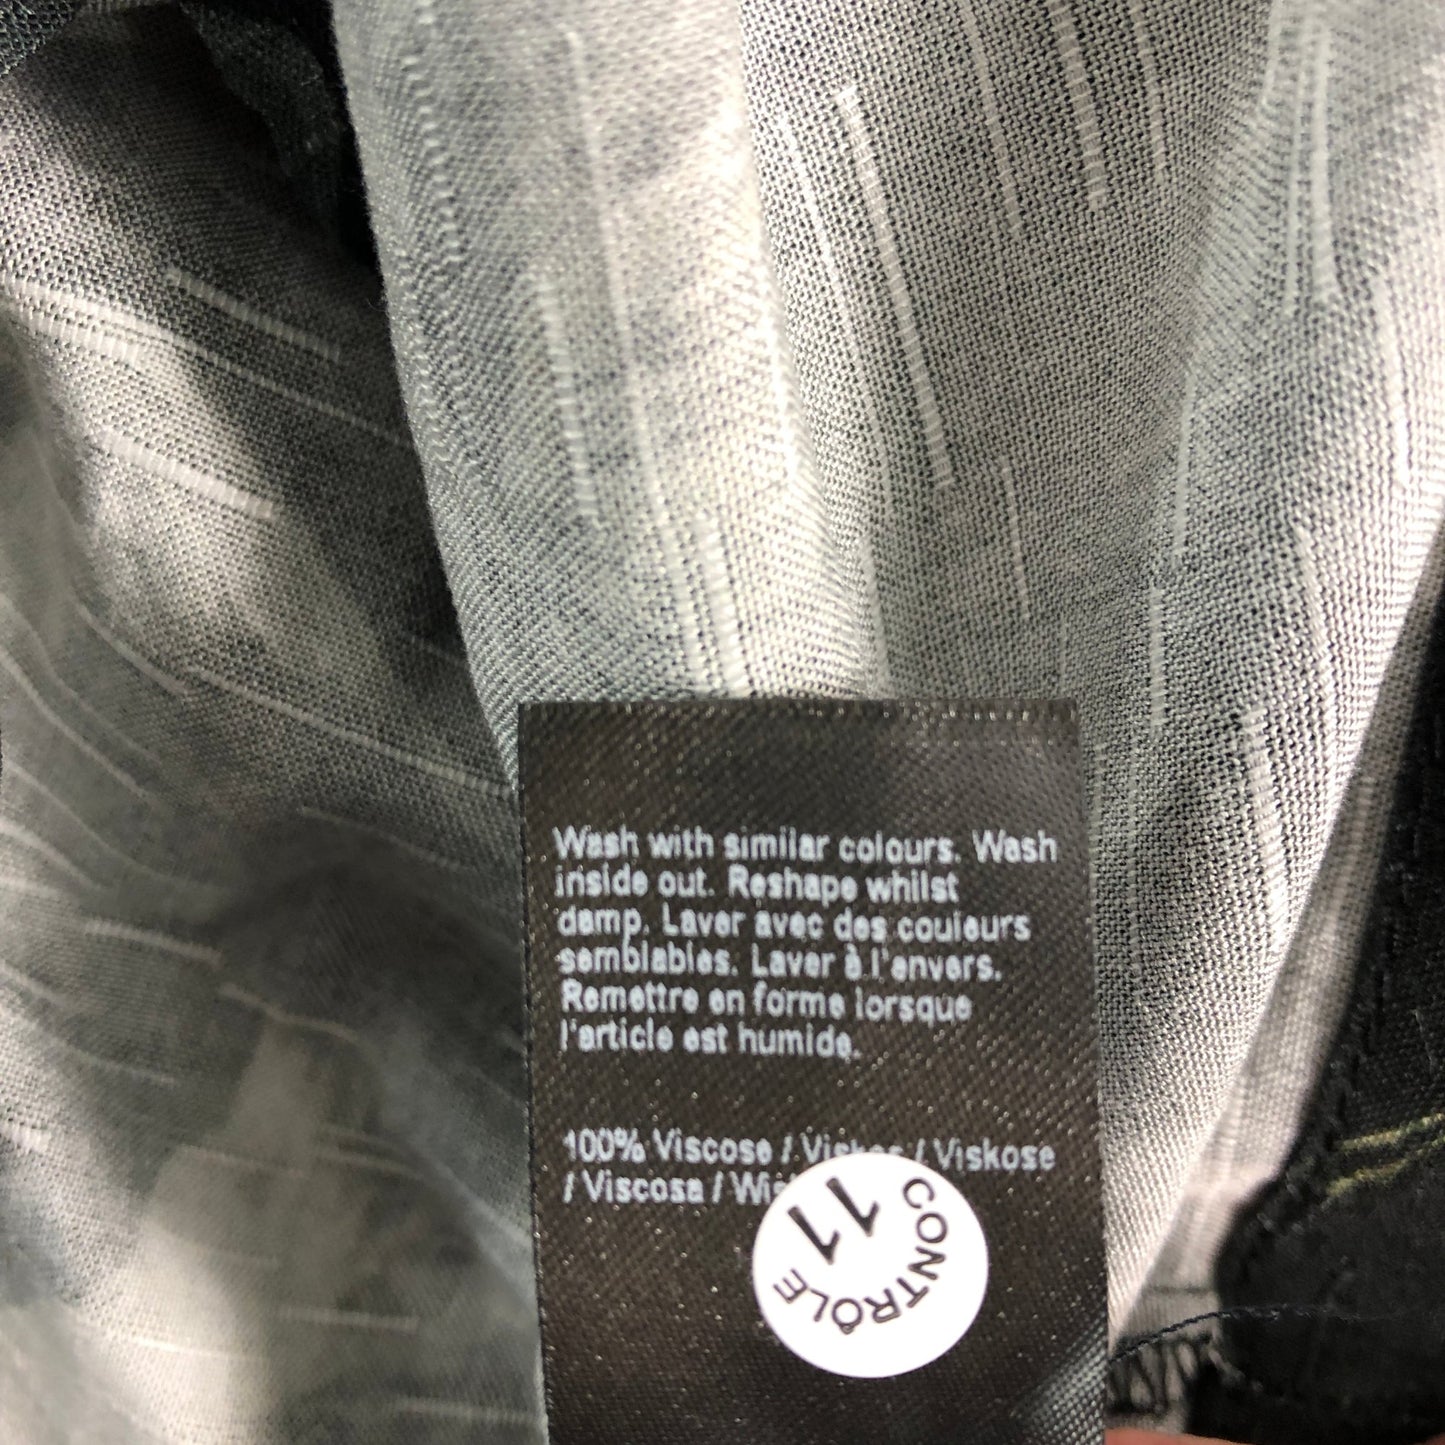 Wash with similar colours. Wash
inside out. Reshape whilst
damp. Laver avec des couleurs
semblables. Laver à l'envers.
Remettre en forme lorsque
l'article est humide.
100% Viscose / / Viskose
/ Viscosa /
CONTRÔLE
11